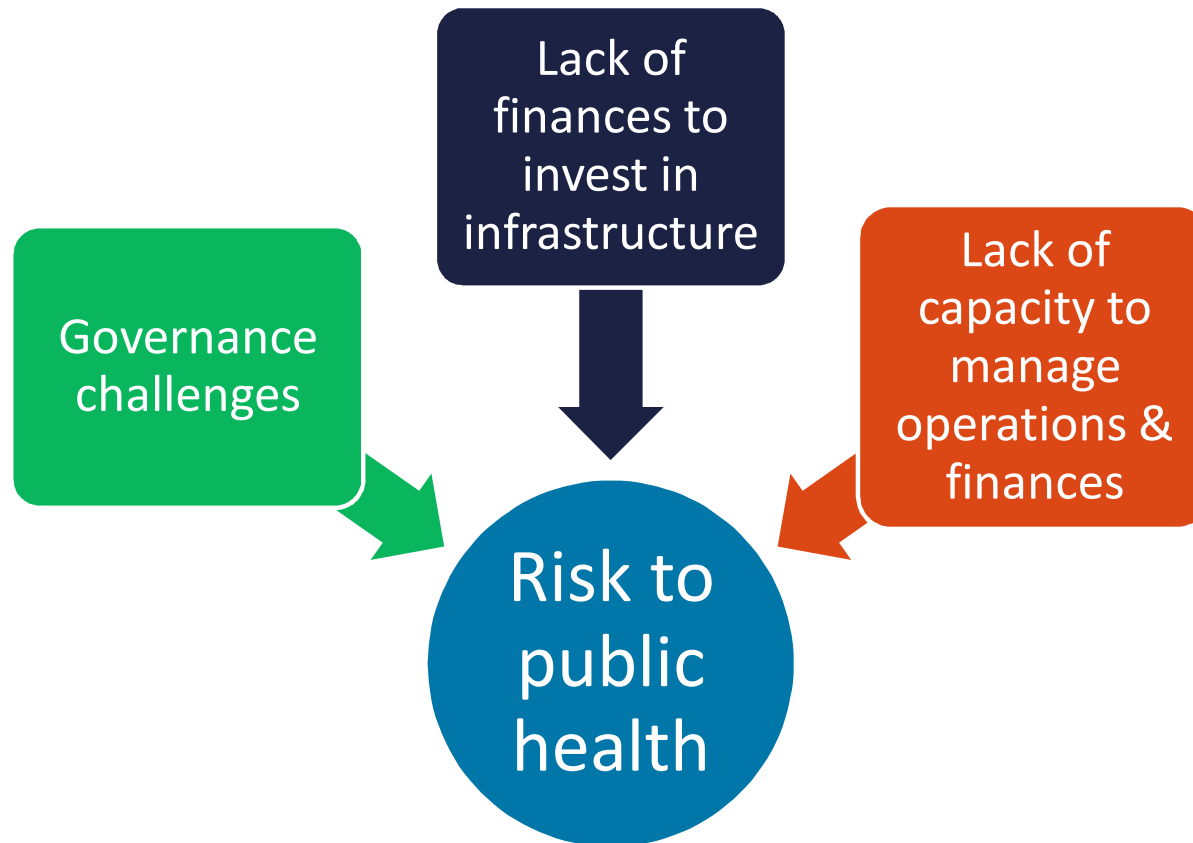 Lack of
finances to
invest in
infrastructure
Governance
challenges
Lack of
capacity to
manage
operations &
finances
Risk to
public
health